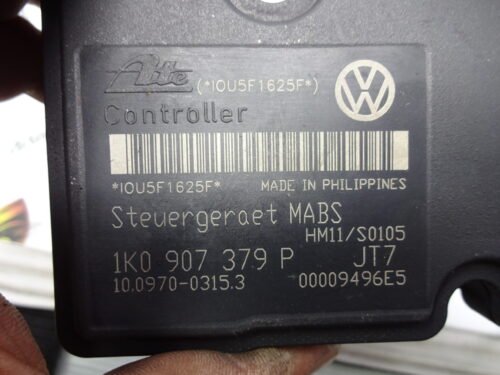 Ate (*IOU5F1625F*)
Controller
*IOU5F1625F* MADE IN PHILIPPINES
Steuergeraet MABS
HM11/S0105
1K0 907 379 P JT7
10.0970-0315.3 00009496E5